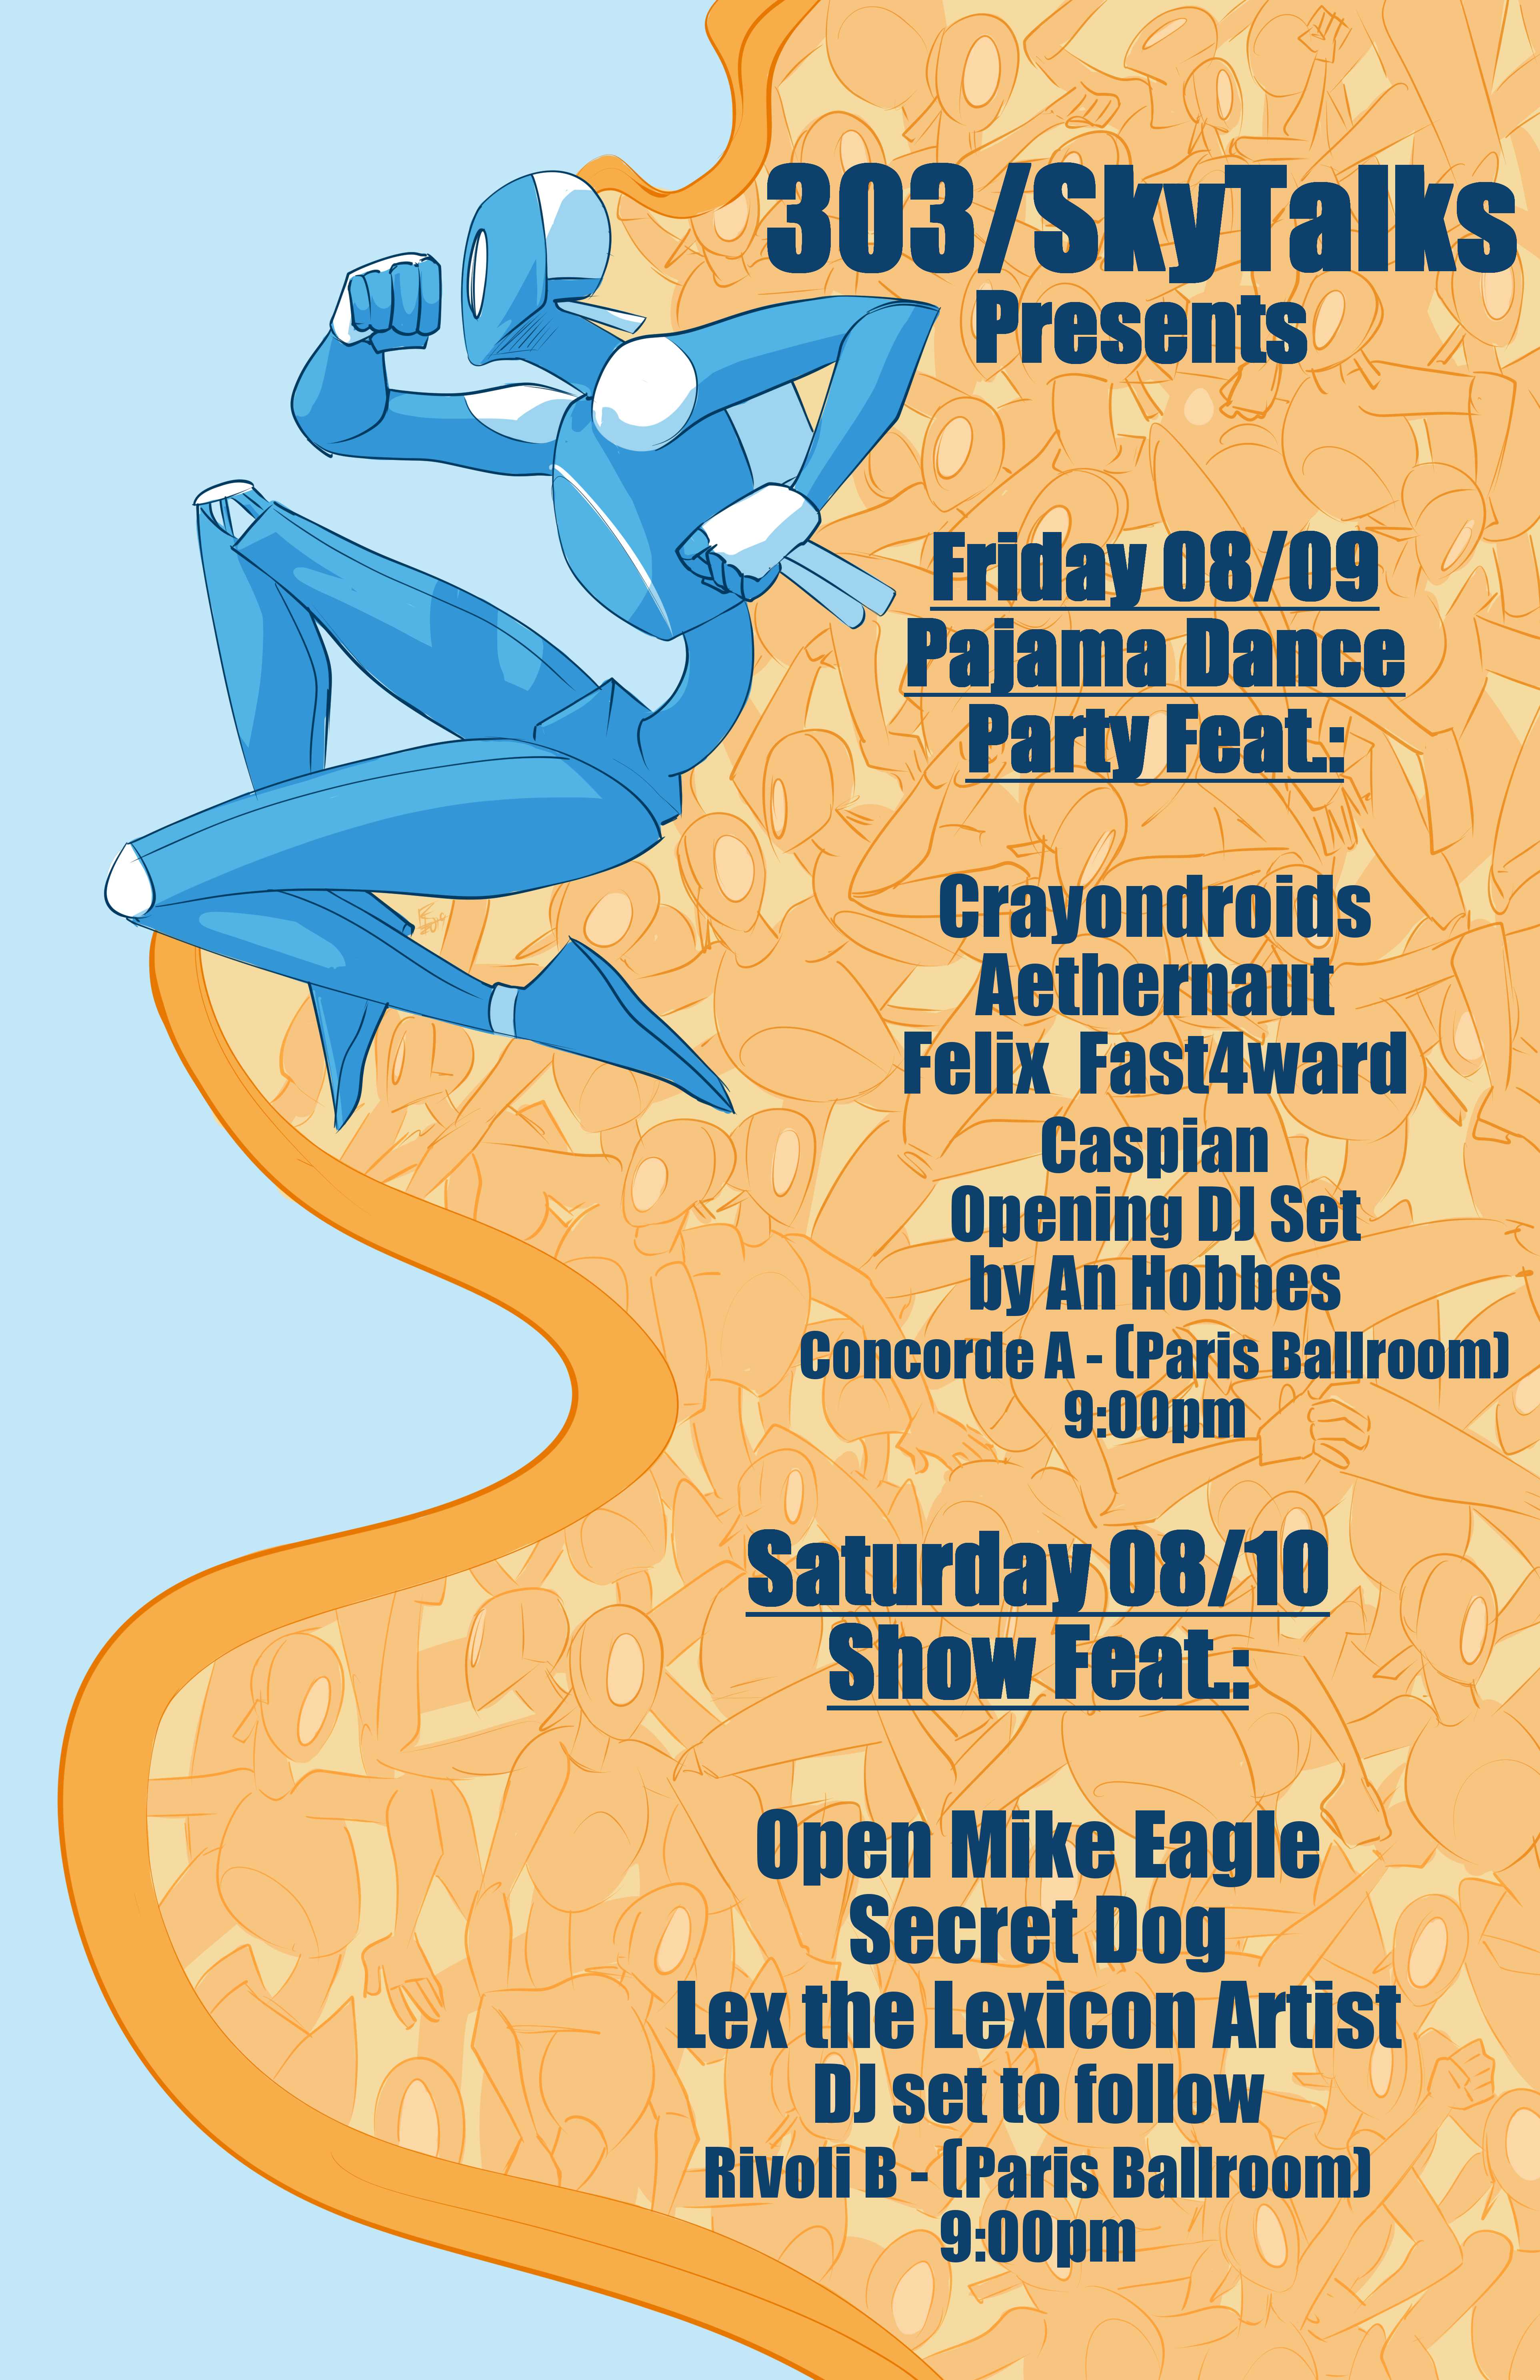 303/SkyTalks
Presents
Friday 08/09
Pajama Dance
Party Feat.:
Crayondroids
Aethernaut
Felix Fast4ward
Caspian
Opening DJ Set
by An Hobbes
Concorde A - (Paris Ballroom)
9:00pm
Saturday 08/10
Show Feat.:
Open Mike Eagle
Secret Dog
Lex the Lexicon Artist
DJ set to follow
Rivoli B - (Paris Ballroom)
9:00pm